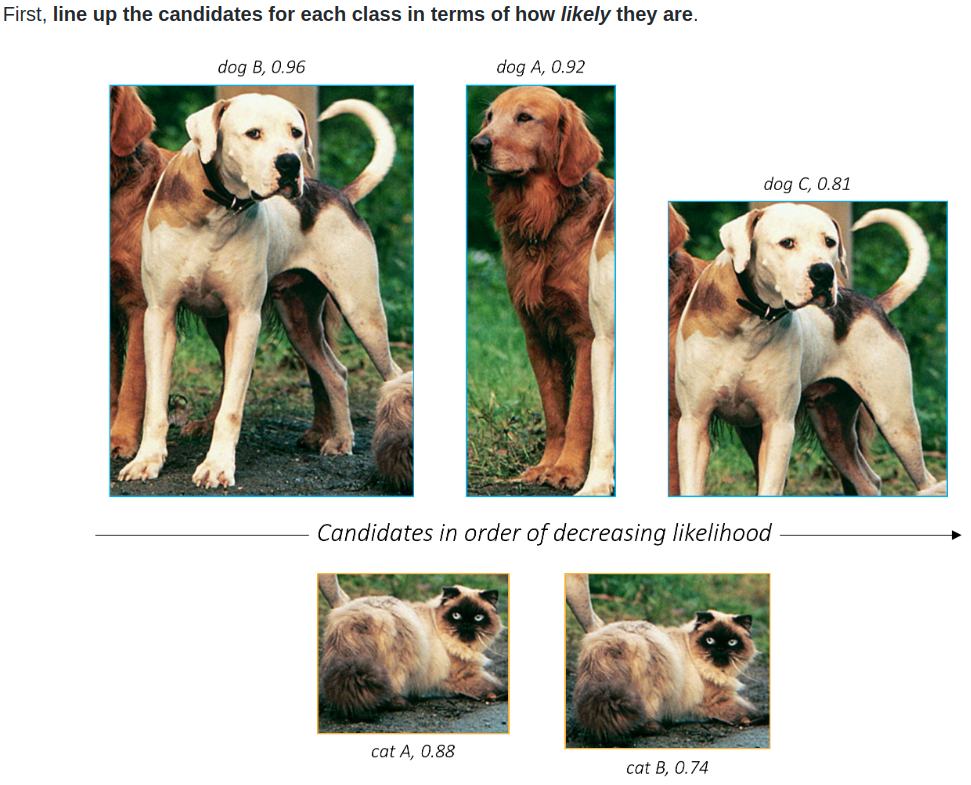 First, line up the candidates for each class in terms of how likely they are.
dog B, 0.96
dog A, 0.92
dog C, 0.81
Candidates in order of decreasing likelihood
cat A, 0.88
cat B, 0.74